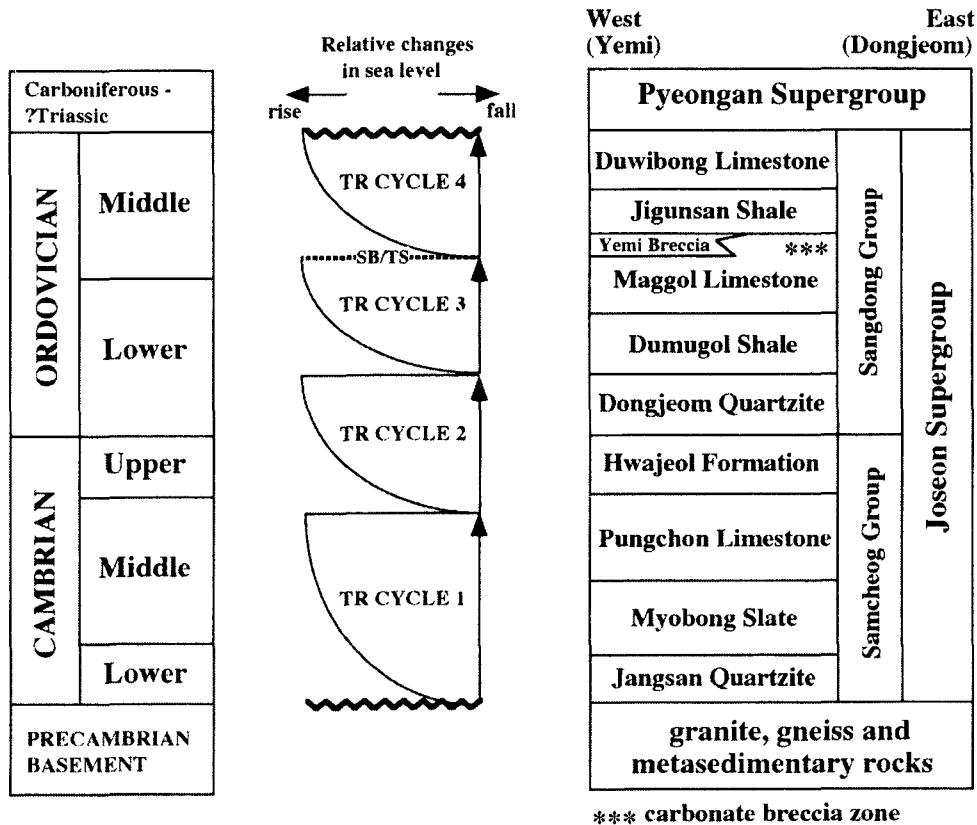 Carboniferous -
?Triassic
ORDOVICIAN
Middle
Lower
CAMBRIAN
Upper
Middle
Lower
PRECAMBRIAN
BASEMENT
Relative changes
in sea level
rise
fall
TR CYCLE 4
SB/TS
TR CYCLE 3
TR CYCLE 2
TR CYCLE 1
West
(Yemi)
East
(Dongjeom)
Pyeongan Supergroup
Duwibong Limestone
Jigunsan Shale
Yemi Breccia
***
Maggol Limestone
Dumugol Shale
Dongjeom Quartzite
Hwajeol Formation
Pungchon Limestone
Myobong Slate
Jangsan Quartzite
Sangdong Group
Samcheog Group
Joseon Supergroup
granite, gneiss and
metasedimentary rocks
*** carbonate breccia zone